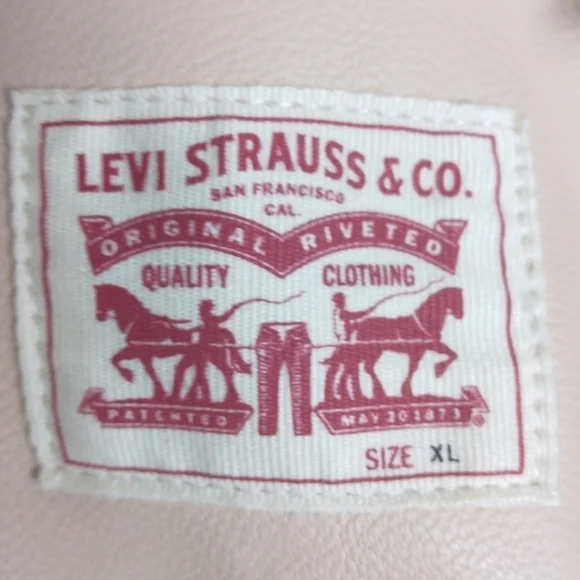 LEVI STRAUSS & CO.
SAN FRANCISCO
CAL.
ORIGINAL RIVETED
QUALITY CLOTHING
PATENTED MAY 20 1873 ®
SIZE XL